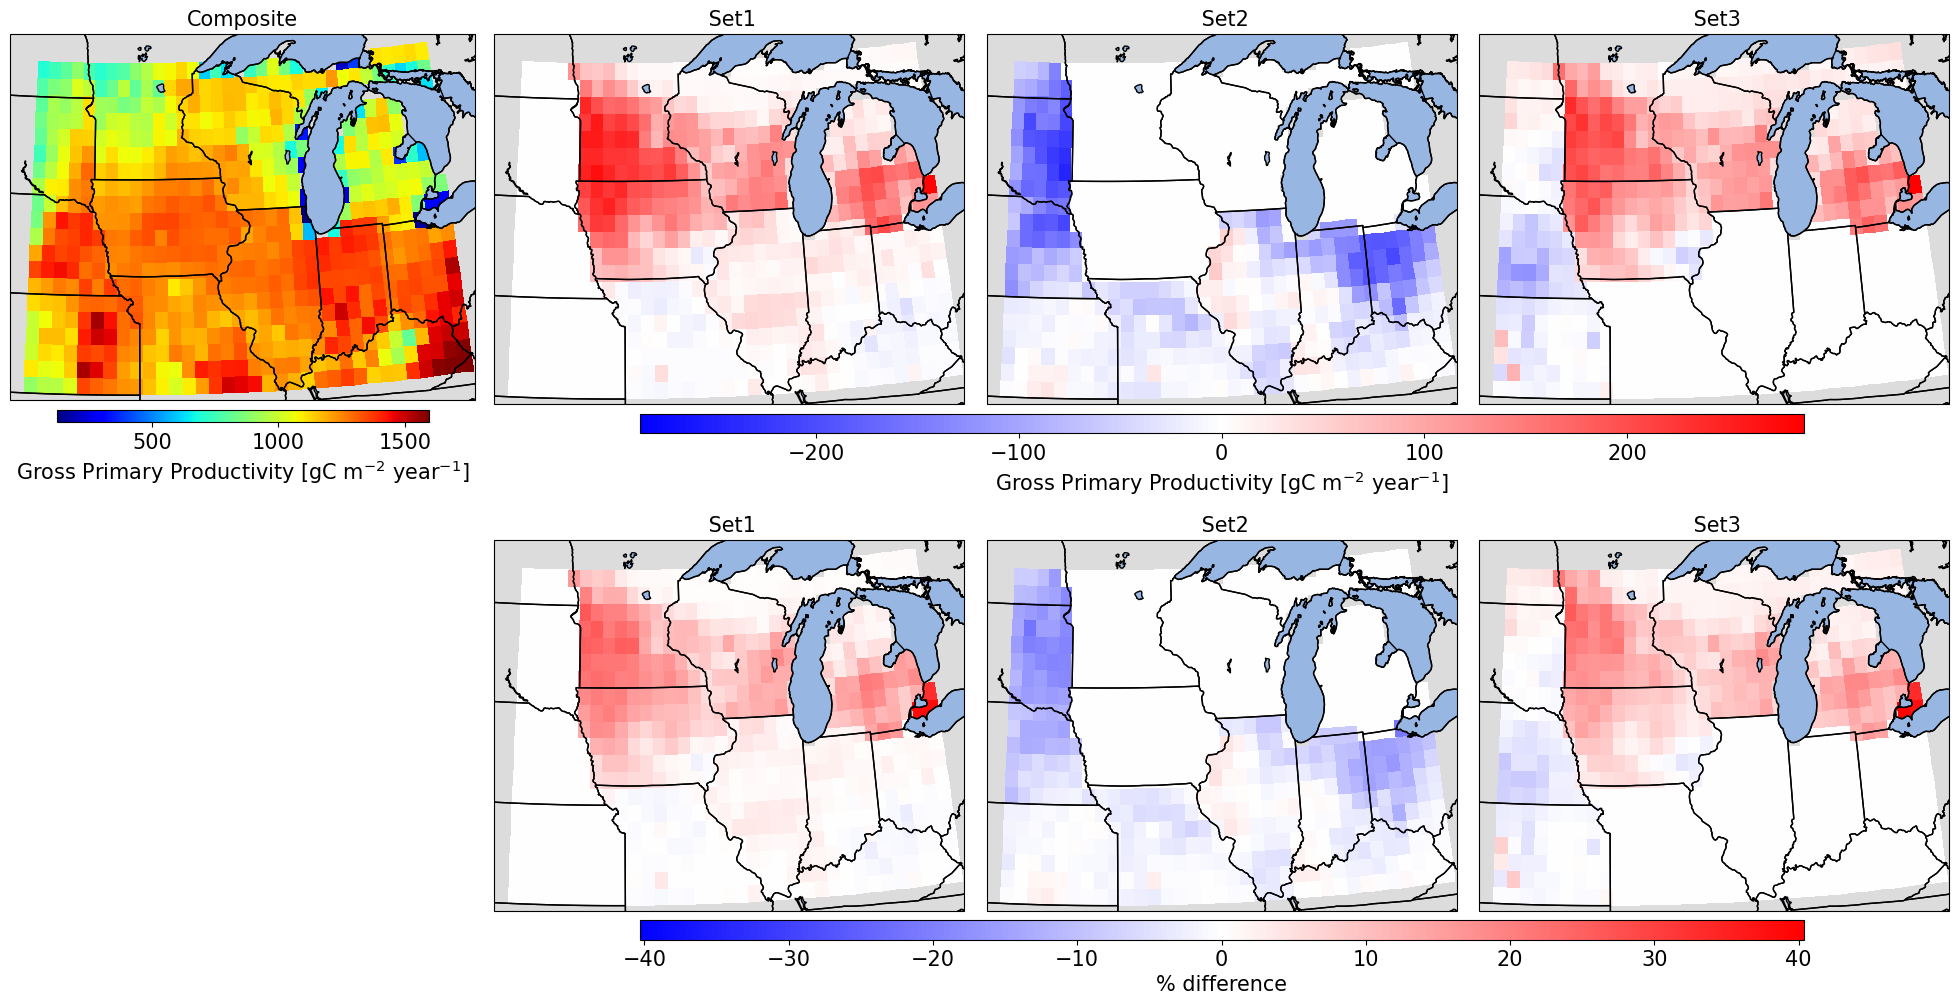 Composite
Set1
Set2
Set3
500 1000 1500
Gross Primary Productivity [gC m⁻² year⁻¹]
−200 −100 0 100 200
Gross Primary Productivity [gC m⁻² year⁻¹]
Set1
Set2
Set3
−40 −30 −20 −10 0 10 20 30 40
% difference